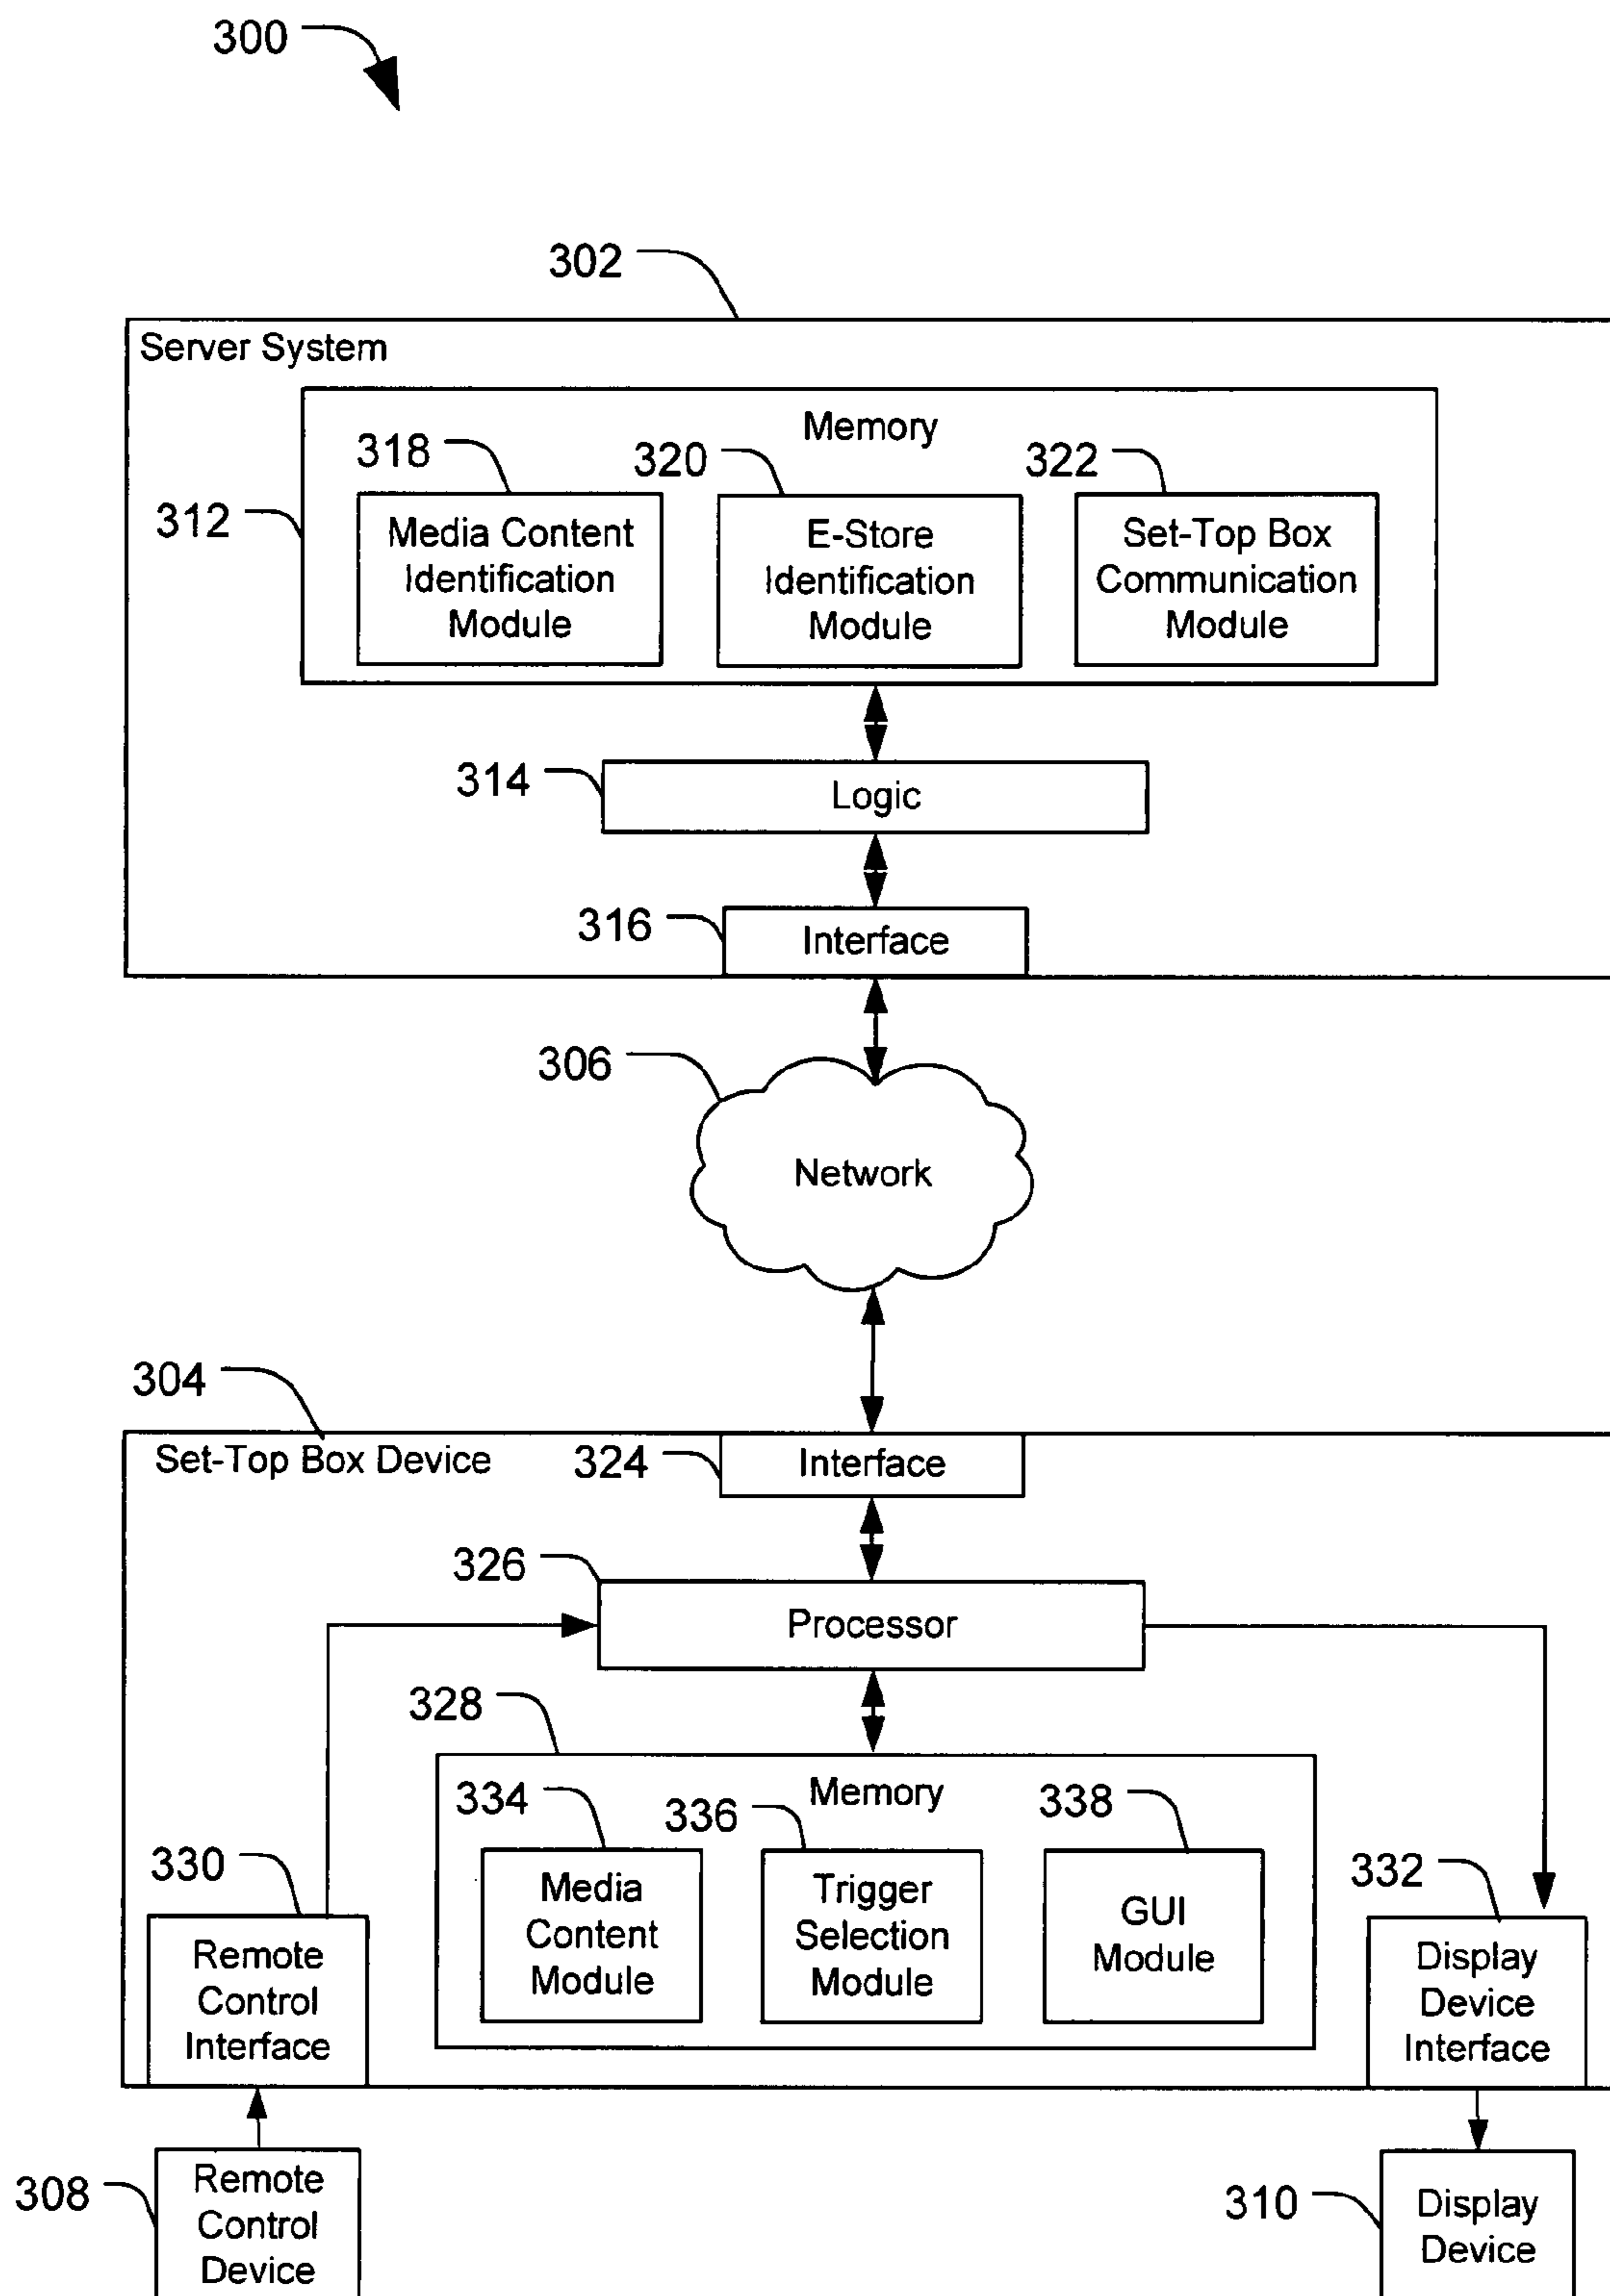 300
302
Server System
Memory
318
320
322
312
Media Content
Identification
Module
E-Store
Identification
Module
Set-Top Box
Communication
Module
314
Logic
316
Interface
306
Network
304
Set-Top Box Device
324
Interface
326
Processor
328
Memory
334
336
338
330
332
Media
Content
Module
Trigger
Selection
Module
GUI
Module
Remote
Control
Interface
Display
Device
Interface
308
Remote
Control
Device
310
Display
Device